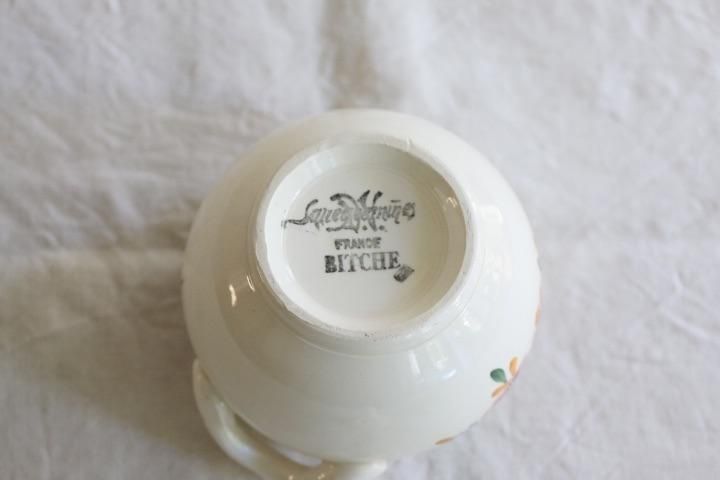 Sarreguemines
FRANCE
BITCHE